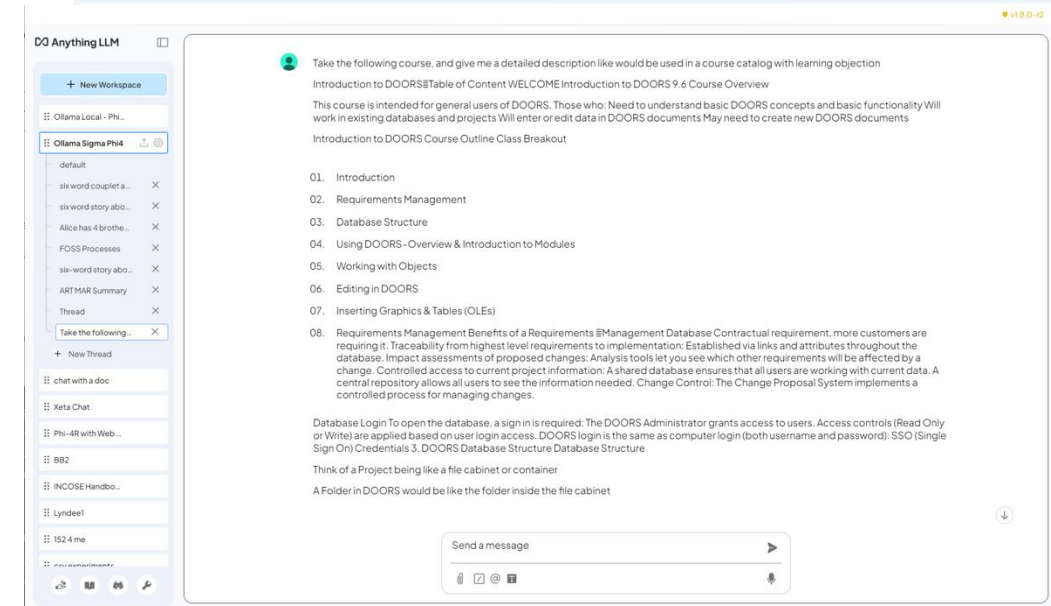 v1.8.0-r2
Anything LLM
+ New Workspace
Ollama Local - Phi...
Ollama Sigma Phi4
default
six word couplet a...
six word story abo...
Alice has 4 brothe...
FOSS Processes
six-word story abo...
ART MAR Summary
Thread
Take the following...
+ New Thread
chat with a doc
Xeta Chat
Phi-4R with Web ...
BB2
INCOSE Handbo...
Lyndee1
152 4 me
csv experiments
Take the following course, and give me a detailed description like would be used in a course catalog with learning objection
Introduction to DOORS≣Table of Content WELCOME Introduction to DOORS 9.6 Course Overview
This course is intended for general users of DOORS. Those who: Need to understand basic DOORS concepts and basic functionality Will
work in existing databases and projects Will enter or edit data in DOORS documents May need to create new DOORS documents
Introduction to DOORS Course Outline Class Breakout
01. Introduction
02. Requirements Management
03. Database Structure
04. Using DOORS–Overview & Introduction to Modules
05. Working with Objects
06. Editing in DOORS
07. Inserting Graphics & Tables (OLEs)
08. Requirements Management Benefits of a Requirements ≣Management Database Contractual requirement, more customers are
requiring it. Traceability from highest level requirements to implementation: Established via links and attributes throughout the
database. Impact assessments of proposed changes: Analysis tools let you see which other requirements will be affected by a
change. Controlled access to current project information: A shared database ensures that all users are working with current data. A
central repository allows all users to see the information needed. Change Control: The Change Proposal System implements a
controlled process for managing changes.
Database Login To open the database, a sign in is required: The DOORS Administrator grants access to users. Access controls (Read Only
or Write) are applied based on user login access. DOORS login is the same as computer login (both username and password): SSO (Single
Sign On) Credentials 3. DOORS Database Structure Database Structure
Think of a Project being like a file cabinet or container
A Folder in DOORS would be like the folder inside the file cabinet
Send a message